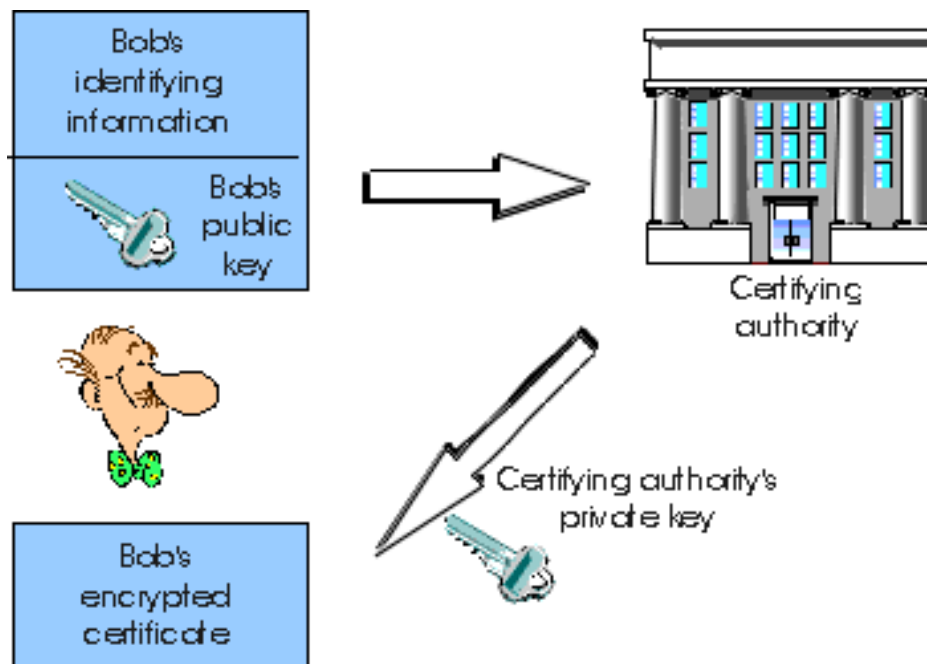 Bob's
identifying
information
Bob's
public
key
Certifying
authority
Certifying authority's
private key
Bob's
encrypted
certificate